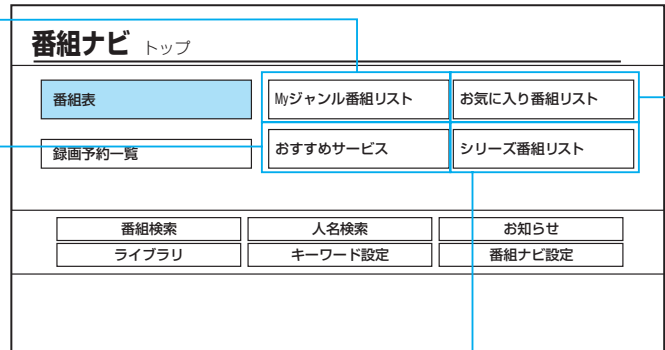 番組ナビ トップ
番組表 Myジャンル番組リスト お気に入り番組リスト
録画予約一覧 おすすめサービス シリーズ番組リスト
番組検索 人名検索 お知らせ
ライブラリ キーワード設定 番組ナビ設定